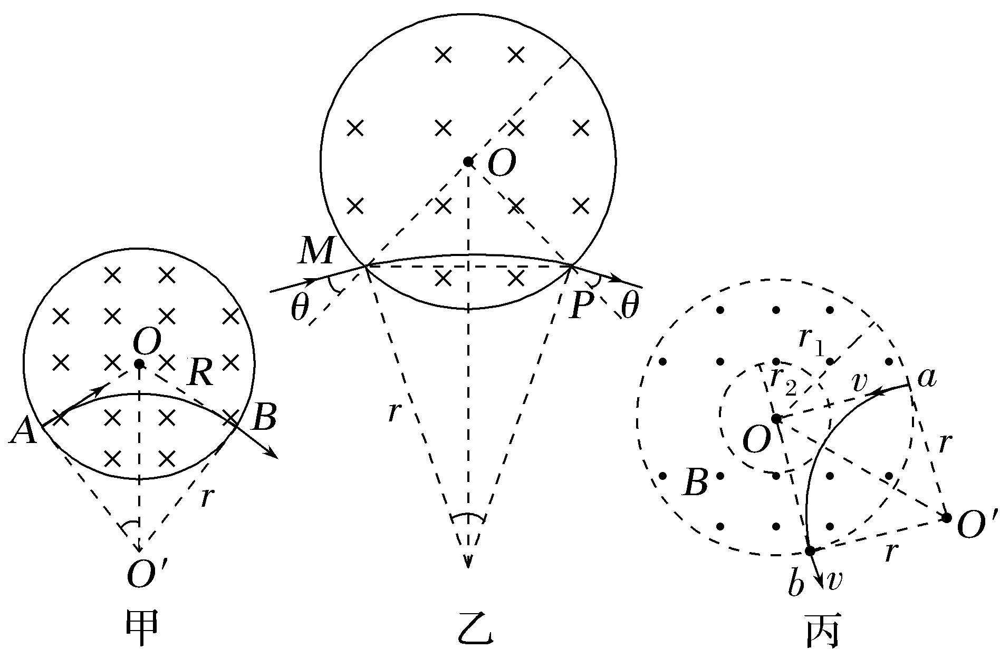 O
R
A
B
r
O′
甲
O
M
P
θ
θ
r
乙
r₁
r₂
v
a
O
r
B
O′
r
b
v
丙